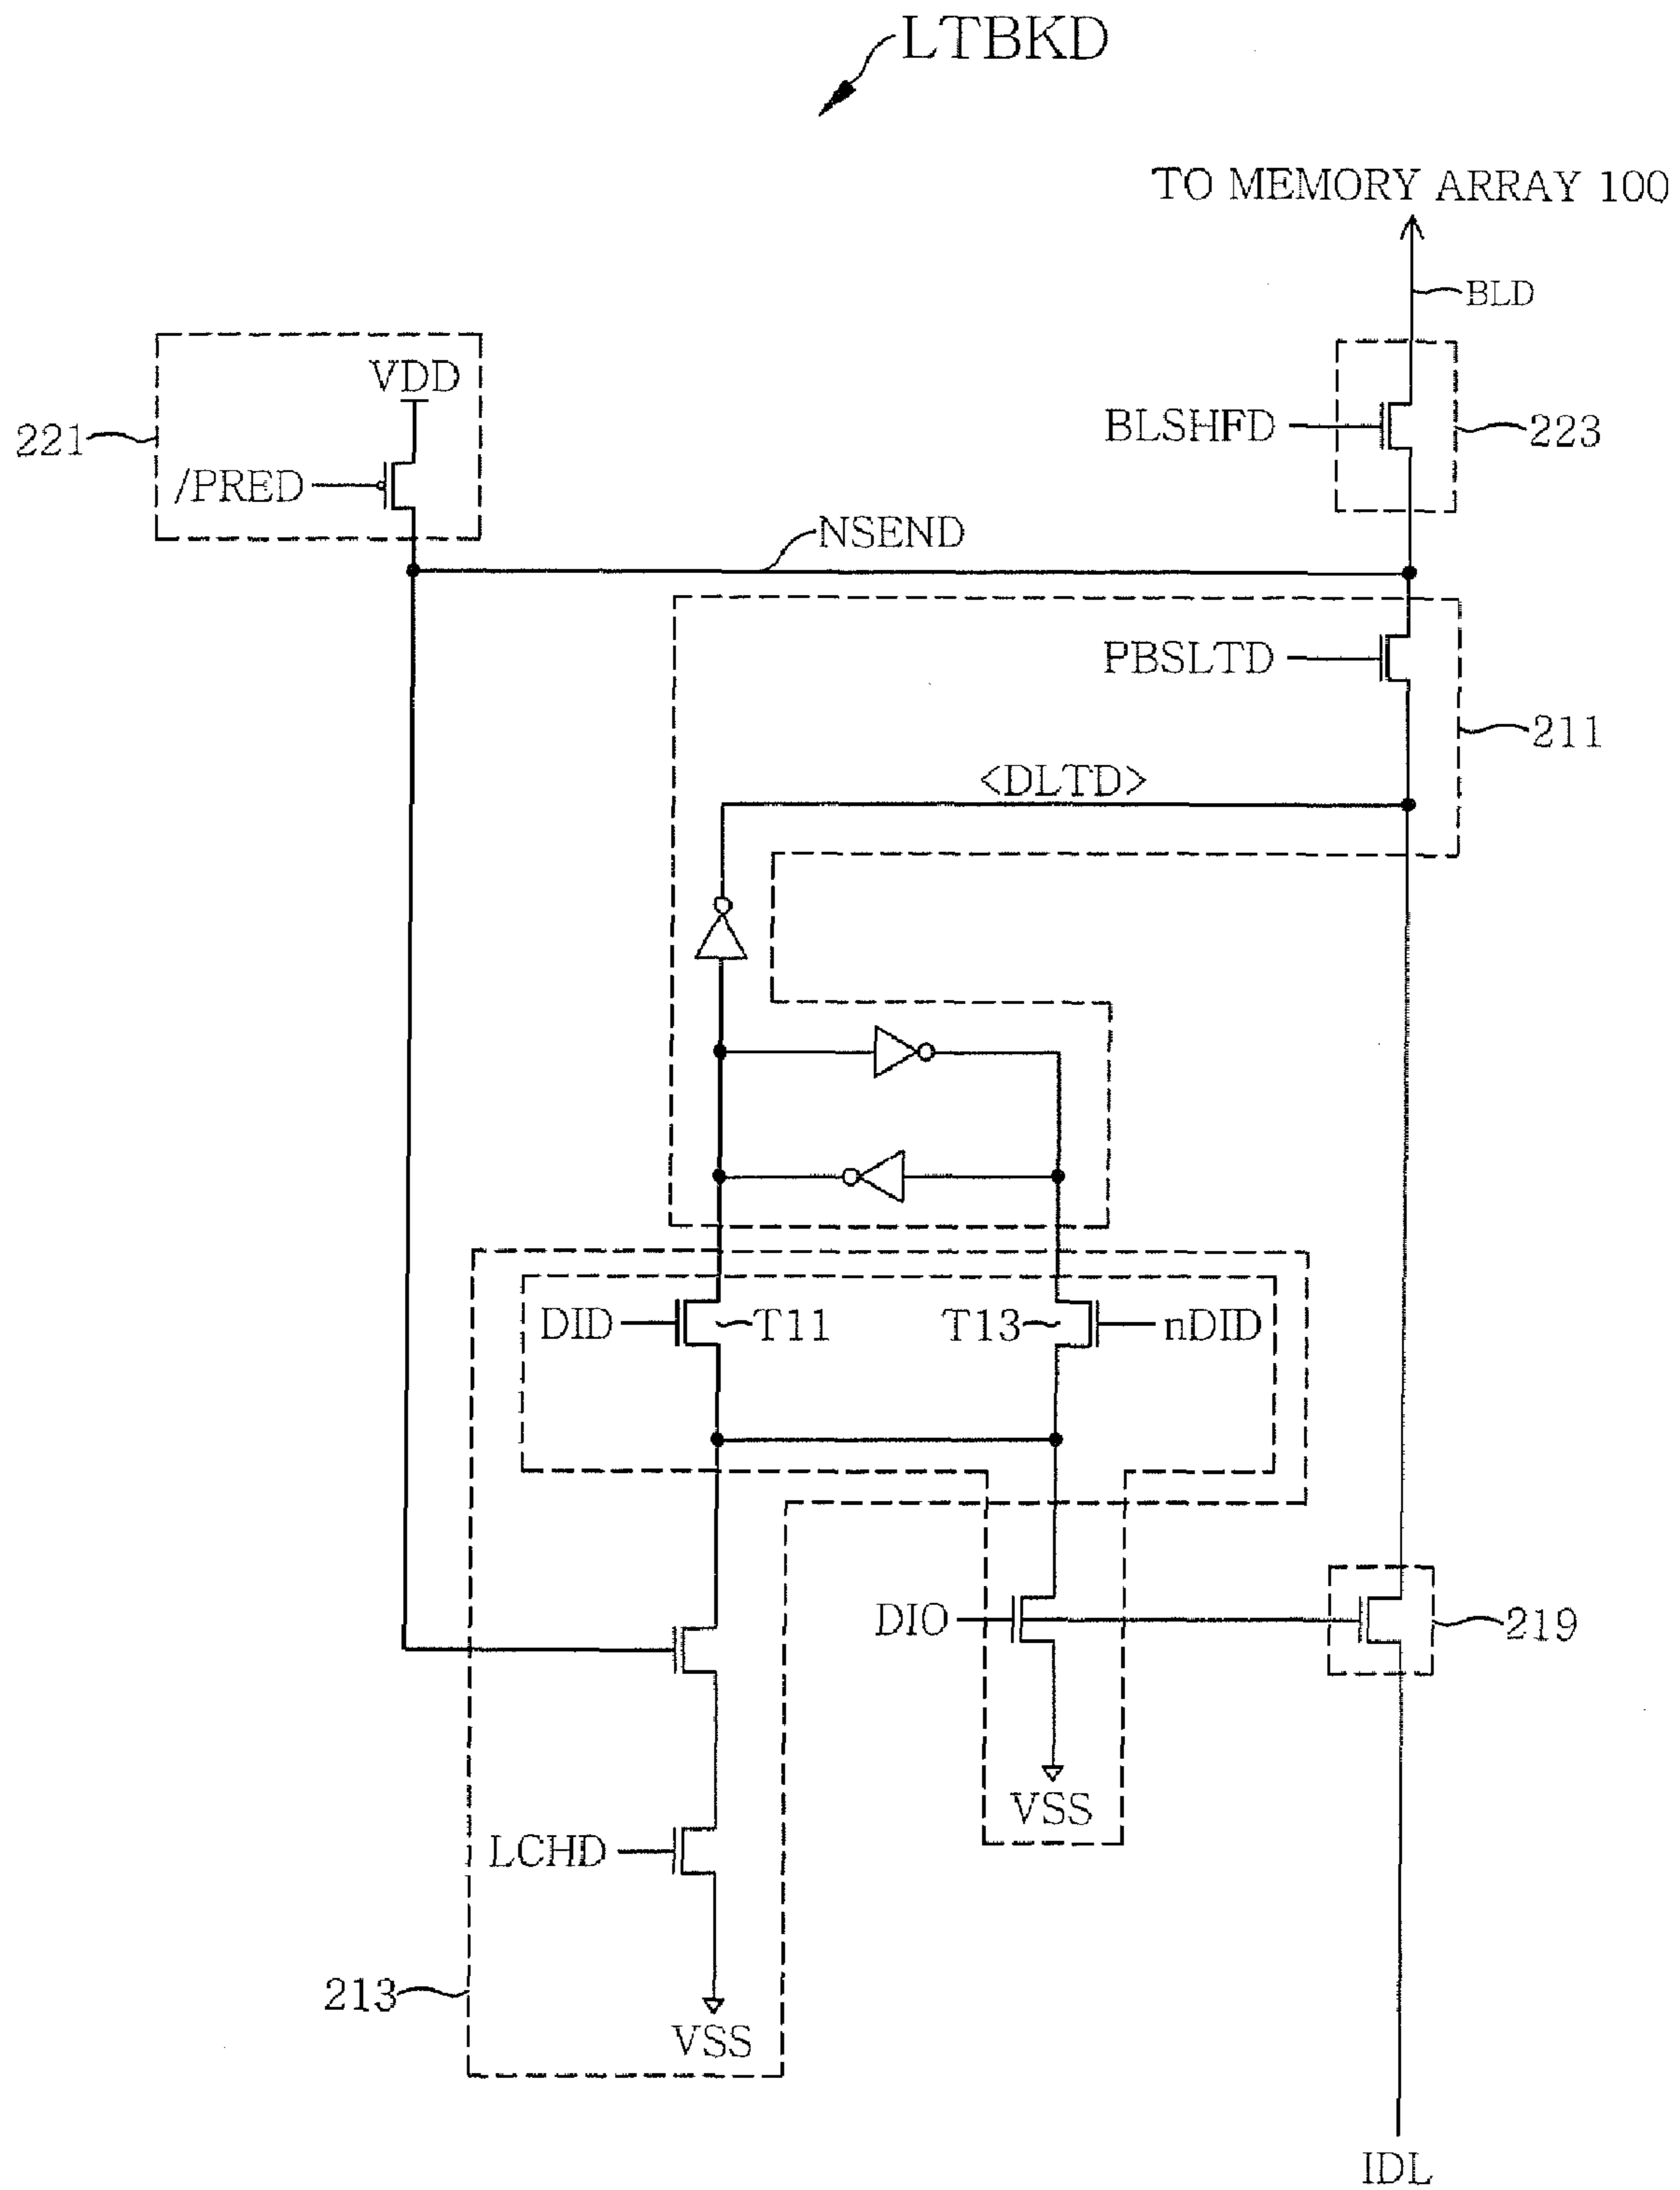 LTBKD
TO MEMORY ARRAY 100
BLD
VDD
221
/PRED
BLSHFD
223
NSEND
PBSLTD
211
<DLTD>
DID
T11
T13
nDID
DIO
219
VSS
LCHD
213
VSS
IDL